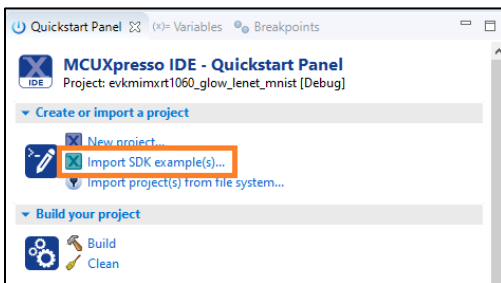 Quickstart Panel (x)= Variables Breakpoints
MCUXpresso IDE - Quickstart Panel
IDE
Project: evkmimxrt1060_glow_lenet_mnist [Debug]
Create or import a project
New project...
Import SDK example(s)...
Import project(s) from file system...
Build your project
Build
Clean